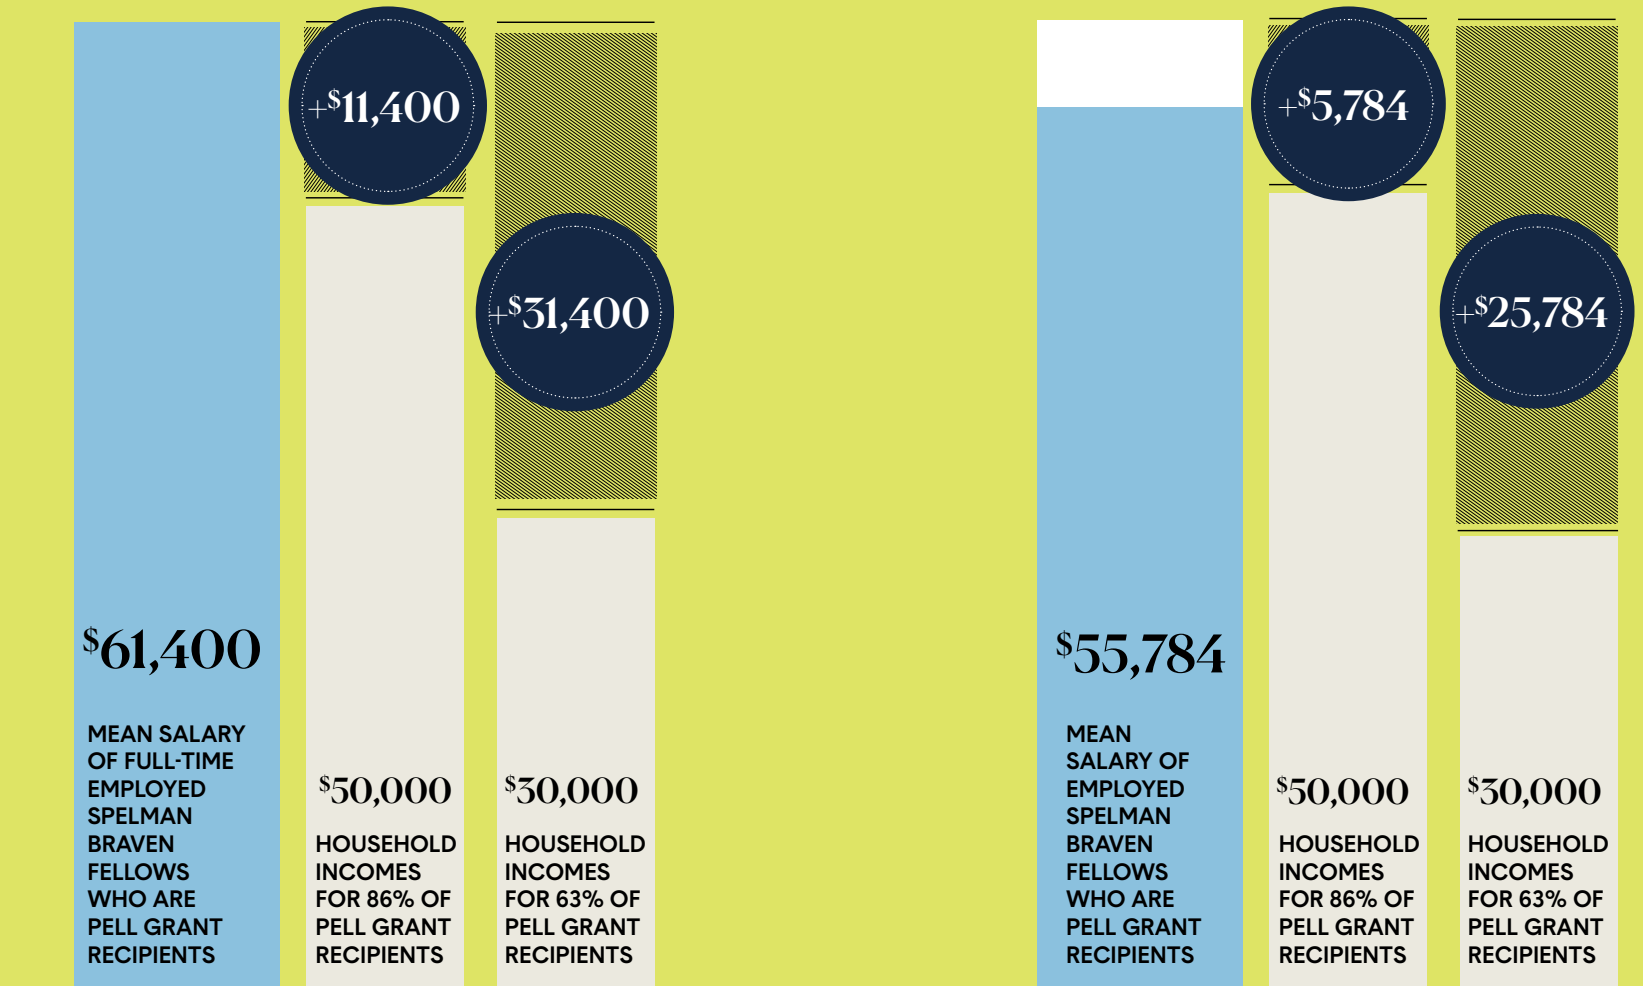 +$11,400
+$31,400
$61,400
MEAN SALARY
OF FULL-TIME
EMPLOYED
SPELMAN
BRAVEN
FELLOWS
WHO ARE
PELL GRANT
RECIPIENTS
$50,000
HOUSEHOLD
INCOMES
FOR 86% OF
PELL GRANT
RECIPIENTS
$30,000
HOUSEHOLD
INCOMES
FOR 63% OF
PELL GRANT
RECIPIENTS
+$5,784
+$25,784
$55,784
MEAN
SALARY OF
EMPLOYED
SPELMAN
BRAVEN
FELLOWS
WHO ARE
PELL GRANT
RECIPIENTS
$50,000
HOUSEHOLD
INCOMES
FOR 86% OF
PELL GRANT
RECIPIENTS
$30,000
HOUSEHOLD
INCOMES
FOR 63% OF
PELL GRANT
RECIPIENTS